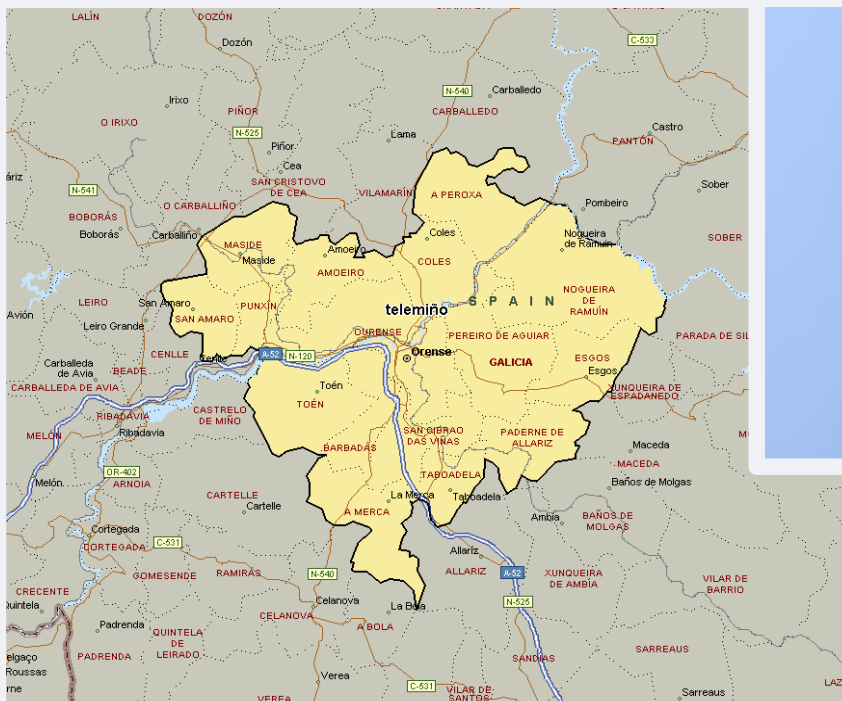 LALÍN
DOZÓN
Dozón
C-533
Irixo
N-540
Carballedo
CARBALLEDO
O IRIXO
PIÑOR
N-525
Castro
Lama
PANTÓN
Piñor
Cea
SAN CRISTOVO
DE CEA
N-541
VILAMARÍN
A PEROXA
Sober
O CARBALLIÑO
Pombeiro
BOBORÁS
Boborás
Carballiño
Coles
Nogueira
de Ramuin
SOBER
MASIDE
Maside
Amoeiro
AMOEIRO
COLES
LEIRO
San Amaro
PUNXÍN
NOGUEIRA
DE
RAMUÍN
SPAIN
telemiño
Avión
SAN AMARO
Leiro Grande
OURENSE
PEREIRO DE AGUIAR
PARADA DE SIL
CENLLE
A-52
N-120
Orense
GALICIA
ESGOS
Esgos
Carballeda
de Avia
BEADE
CARBALLEDA DE AVIA
Toén
TOÉN
XUNQUEIRA DE
ESPADANEDO
RIBADAVIA
Ribadavia
CASTRELO
DE MIÑO
MELÓN
SAN CIBRAO
DAS VIÑAS
PADERNE DE
ALLARIZ
BARBADÁS
Maceda
MACEDA
OR-402
Melón
ARNOIA
TABOADELA
Taboadela
Baños de Molgas
CARTELLE
Cartelle
La Merca
A MERCA
Ambia
BAÑOS DE
MOLGAS
Cortegada
CORTEGADA
C-531
Allariz
ALLARIZ
GOMESENDE
RAMIRÁS
N-540
A-52
XUNQUEIRA
DE
AMBÍA
VILAR DE
BARRIO
CRECENTE
Quintela
Celanova
CELANOVA
La Bola
N-525
A BOLA
Padrenda
QUINTELA
DE
LEIRADO
PADRENDA
SANDIÁS
SARREAUS
Roussas
Verea
VEREA
C-531
VILAR DE
SANTOS
Sarreaus